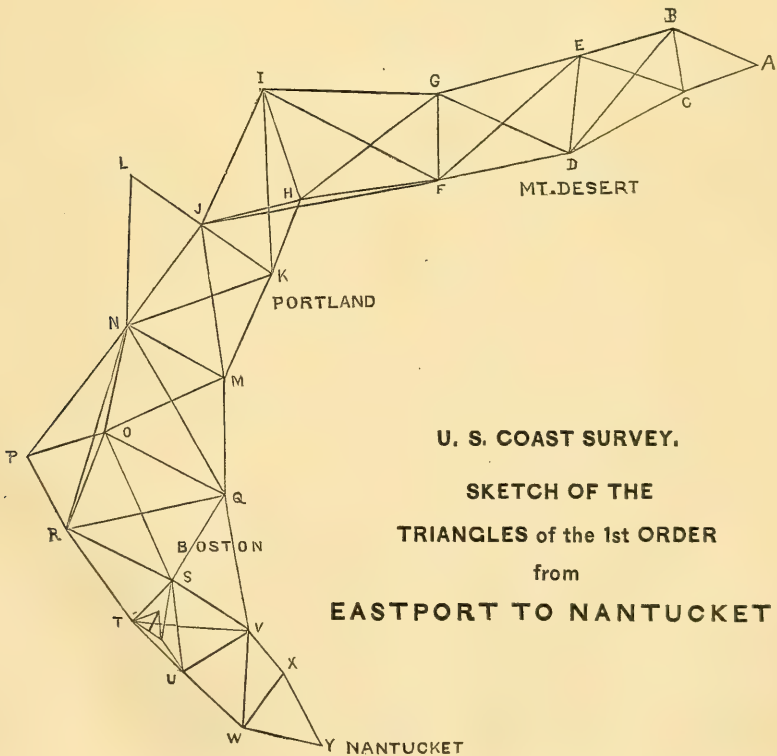 B
A
E
I
G
C
L
D
F
H
MT. DESERT
J
K
PORTLAND
N
M
O
P
U. S. COAST SURVEY.
SKETCH OF THE
Q
R
BOSTON
TRIANGLES of the 1st ORDER
from
S
EASTPORT TO NANTUCKET
T
V
U
X
W
Y NANTUCKET